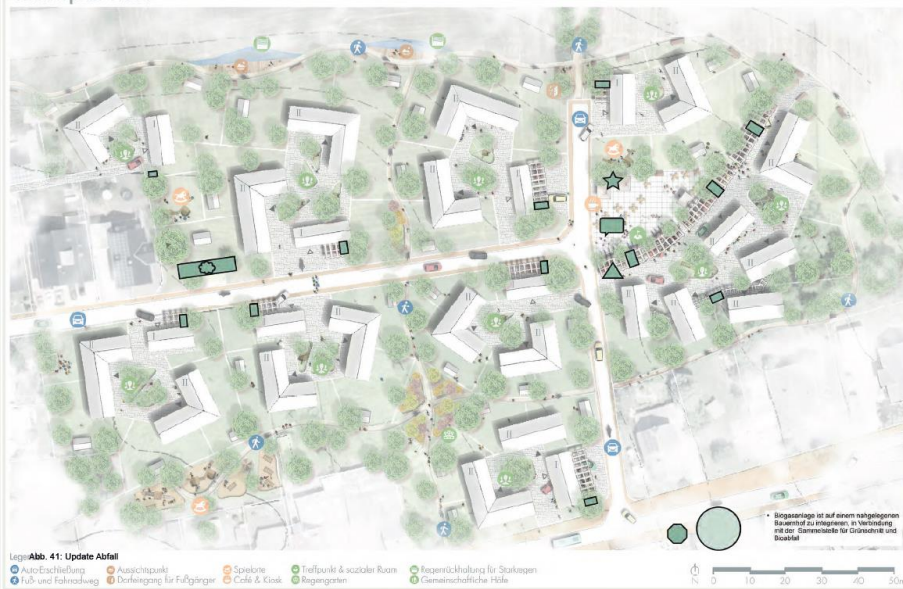 • Biogasanlage ist auf einem nahgelegenen
Bauernhof zu integrieren, in Verbindung
mit der Sammelstelle für Grünschnitt und
Bioabfall
Abb. 41: Update Abfall
Auto-Erschließung
Fuß- und Fahrradweg
Aussichtspunkt
Dorfeingang für Fußgänger
Spielorte
Café & Kiosk
Treffpunkt & sozialer Raum
Regengarten
Regenrückhaltung für Starkregen
Gemeinschaftliche Höfe
N 0 10 20 30 40 50m